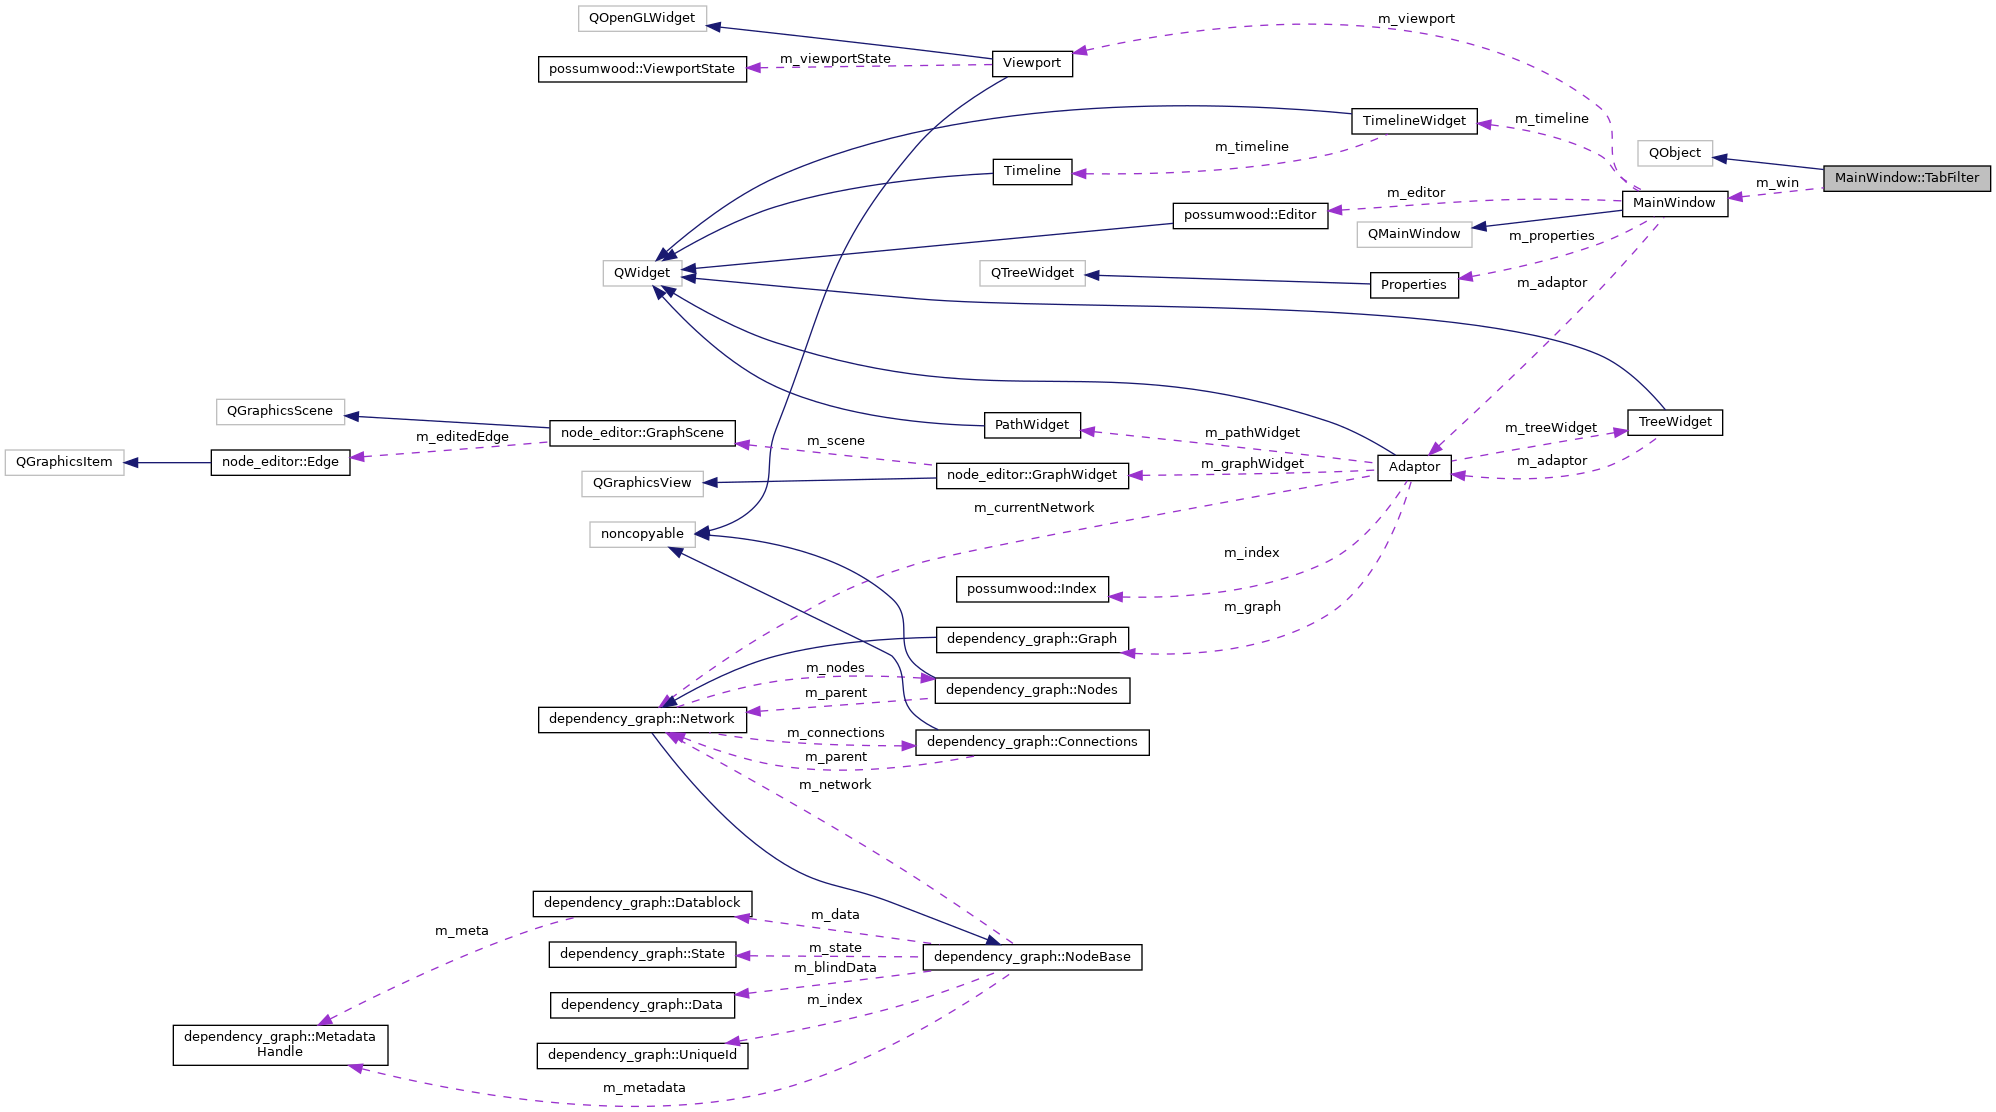 QOpenGLWidget
m_viewport
Viewport
m_viewportState
possumwood::ViewportState
TimelineWidget
m_timeline
m_timeline
QObject
Timeline
MainWindow::TabFilter
m_win
m_editor
MainWindow
possumwood::Editor
QMainWindow
m_properties
QWidget
QTreeWidget
Properties
m_adaptor
QGraphicsScene
PathWidget
TreeWidget
m_editedEdge
node_editor::GraphScene
m_scene
m_pathWidget
m_treeWidget
QGraphicsItem
node_editor::Edge
m_graphWidget
m_adaptor
Adaptor
QGraphicsView
node_editor::GraphWidget
m_currentNetwork
noncopyable
m_index
possumwood::Index
m_graph
dependency_graph::Graph
m_nodes
m_parent
dependency_graph::Nodes
dependency_graph::Network
m_connections
dependency_graph::Connections
m_parent
m_network
dependency_graph::Datablock
m_data
m_meta
m_state
dependency_graph::State
dependency_graph::NodeBase
m_blindData
dependency_graph::Data
m_index
dependency_graph::Metadata
Handle
dependency_graph::UniqueId
m_metadata